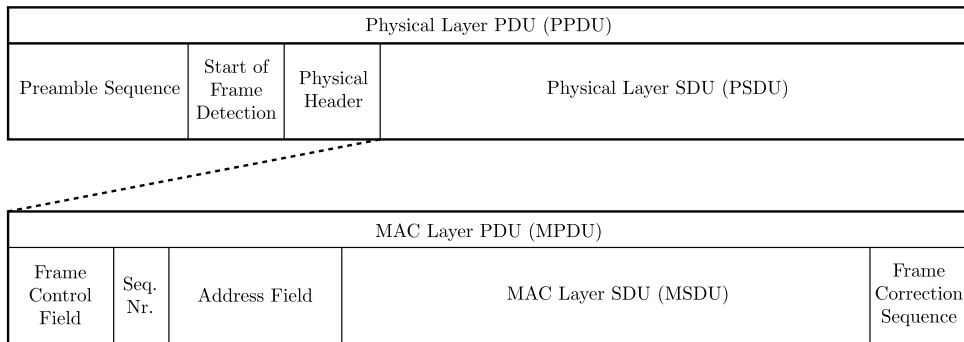 Physical Layer PDU (PPDU)
Preamble Sequence
Start of
Frame
Detection
Physical
Header
Physical Layer SDU (PSDU)
MAC Layer PDU (MPDU)
Frame
Control
Field
Seq.
Nr.
Address Field
MAC Layer SDU (MSDU)
Frame
Correction
Sequence